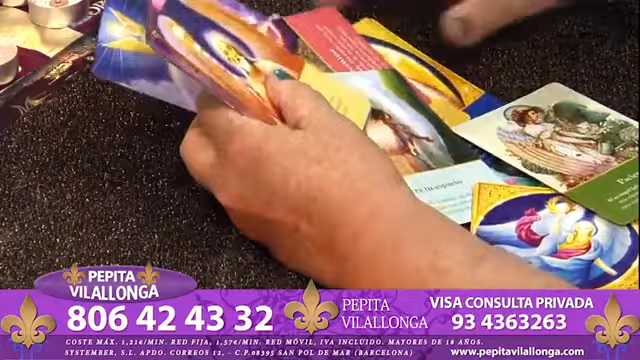 PEPITA
VILALLONGA
806 42 43 32
PEPITA
VILALLONGA
VISA CONSULTA PRIVADA
93 4363263
COSTE MÁX. 1,21€/MIN. RED FIJA, 1,57€/MIN. RED MÓVIL, IVA INCLUIDO. MAYORES DE 18 AÑOS.
SYSTEMBER, S.L. APDO. CORREOS 12, - C.P.08395 SAN POL DE MAR (BARCELONA)
www.pepitavilallonga.com